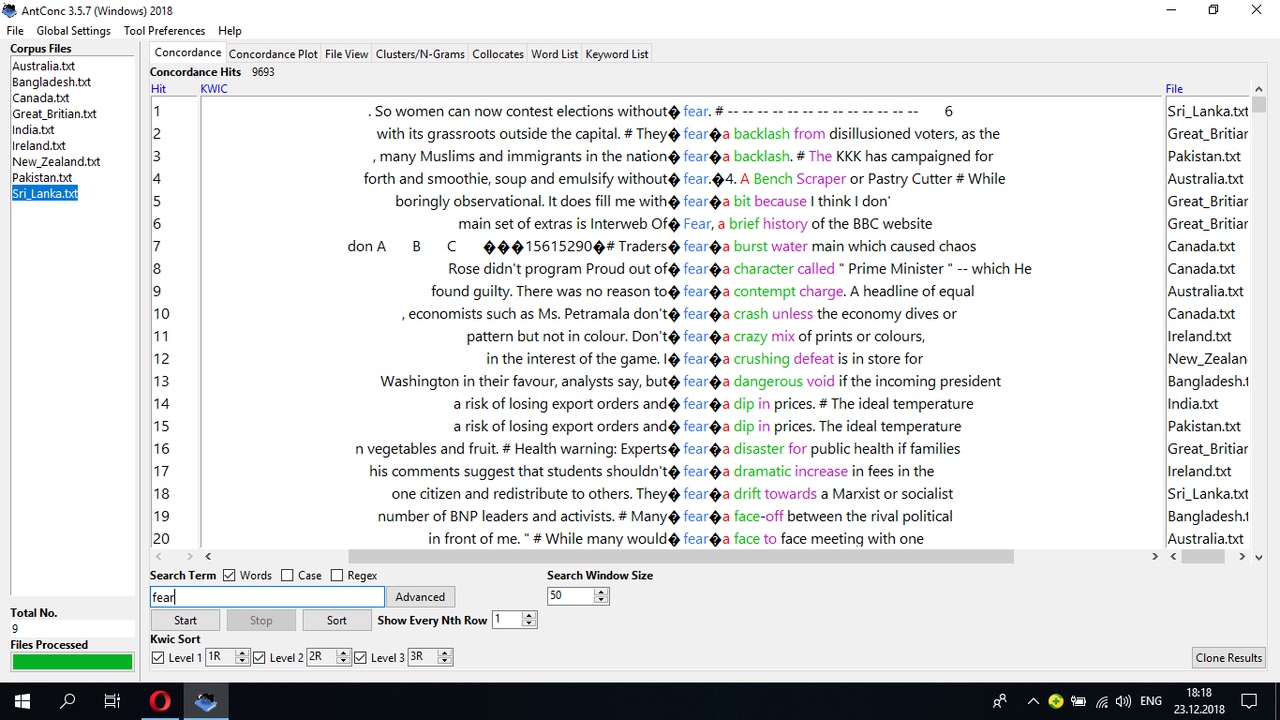 AntConc 3.5.7 (Windows) 2018
File Global Settings Tool Preferences Help
Corpus Files
Australia.txt
Bangladesh.txt
Canada.txt
Great_Britian.txt
India.txt
Ireland.txt
New_Zealand.txt
Pakistan.txt
Sri_Lanka.txt
Total No.
9
Files Processed
Concordance Concordance Plot File View Clusters/N-Grams Collocates Word List Keyword List
Concordance Hits 9693
Hit KWIC File
1 . So women can now contest elections without� fear. # -- -- -- -- -- -- -- -- -- -- -- -- -- 6 Sri_Lanka.txt
2 with its grassroots outside the capital. # They� fear�a backlash from disillusioned voters, as the Great_Britian
3 , many Muslims and immigrants in the nation� fear�a backlash. # The KKK has campaigned for Pakistan.txt
4 forth and smoothie, soup and emulsify without� fear.�4. A Bench Scraper or Pastry Cutter # While Australia.txt
5 boringly observational. It does fill me with� fear�a bit because I think I don' Great_Britian
6 main set of extras is Interweb Of� Fear, a brief history of the BBC website Great_Britian
7 don A B C ���15615290�# Traders� fear�a burst water main which caused chaos Canada.txt
8 Rose didn't program Proud out of� fear�a character called " Prime Minister " -- which He Canada.txt
9 found guilty. There was no reason to� fear�a contempt charge. A headline of equal Australia.txt
10 , economists such as Ms. Petramala don't� fear�a crash unless the economy dives or Canada.txt
11 pattern but not in colour. Don't� fear�a crazy mix of prints or colours, Ireland.txt
12 in the interest of the game. I� fear�a crushing defeat is in store for New_Zealan
13 Washington in their favour, analysts say, but� fear�a dangerous void if the incoming president Bangladesh.t
14 a risk of losing export orders and� fear�a dip in prices. # The ideal temperature India.txt
15 a risk of losing export orders and� fear�a dip in prices. The ideal temperature Pakistan.txt
16 n vegetables and fruit. # Health warning: Experts� fear�a disaster for public health if families Great_Britian
17 his comments suggest that students shouldn't� fear�a dramatic increase in fees in the Ireland.txt
18 one citizen and redistribute to others. They� fear�a drift towards a Marxist or socialist Sri_Lanka.txt
19 number of BNP leaders and activists. # Many� fear�a face-off between the rival political Bangladesh.t
20 in front of me. " # While many would� fear�a face to face meeting with one Australia.txt
Search Term Words Case Regex Search Window Size
fear Advanced 50
Start Stop Sort Show Every Nth Row 1
Kwic Sort
Level 1 1R Level 2 2R Level 3 3R Clone Results
ENG 18:18
23.12.2018